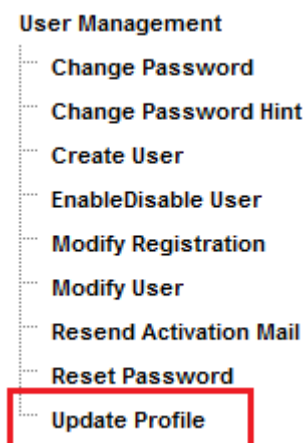 User Management
Change Password
Change Password Hint
Create User
EnableDisable User
Modify Registration
Modify User
Resend Activation Mail
Reset Password
Update Profile